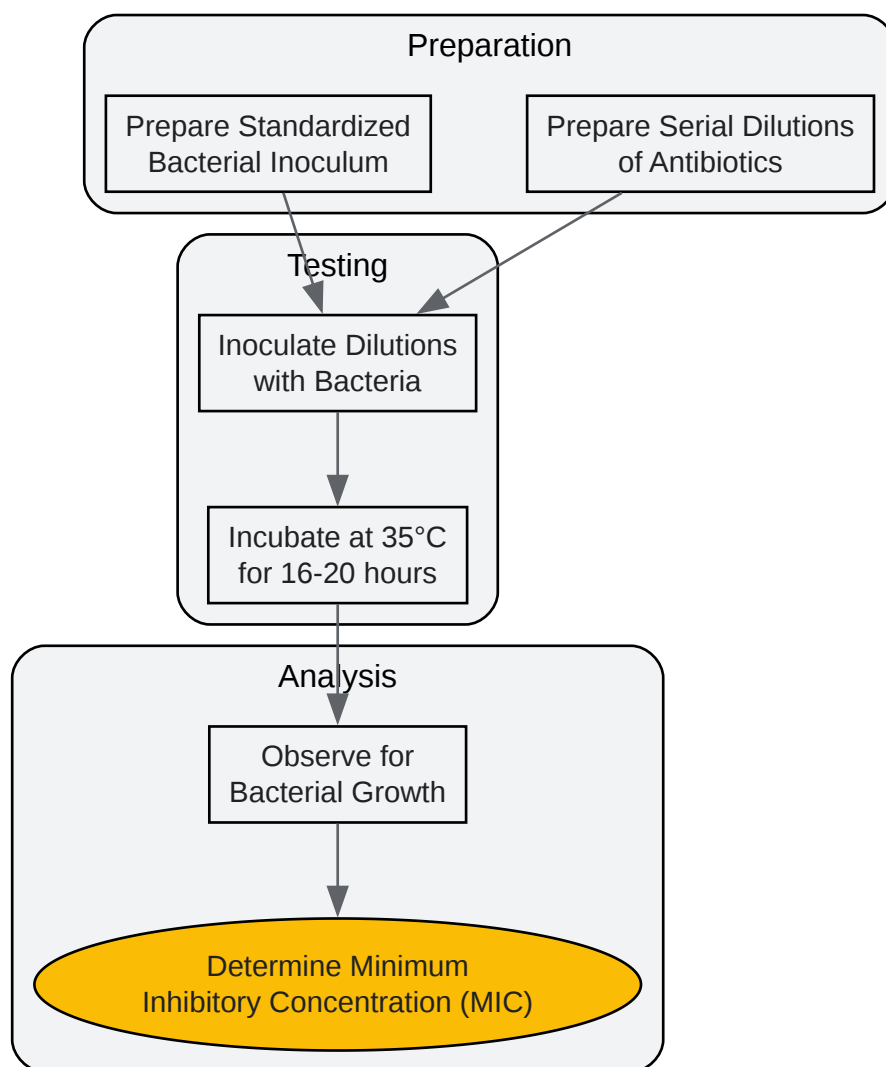 Preparation
Prepare Standardized
Bacterial Inoculum
Prepare Serial Dilutions
of Antibiotics
Testing
Inoculate Dilutions
with Bacteria
Incubate at 35°C
for 16-20 hours
Analysis
Observe for
Bacterial Growth
Determine Minimum
Inhibitory Concentration (MIC)